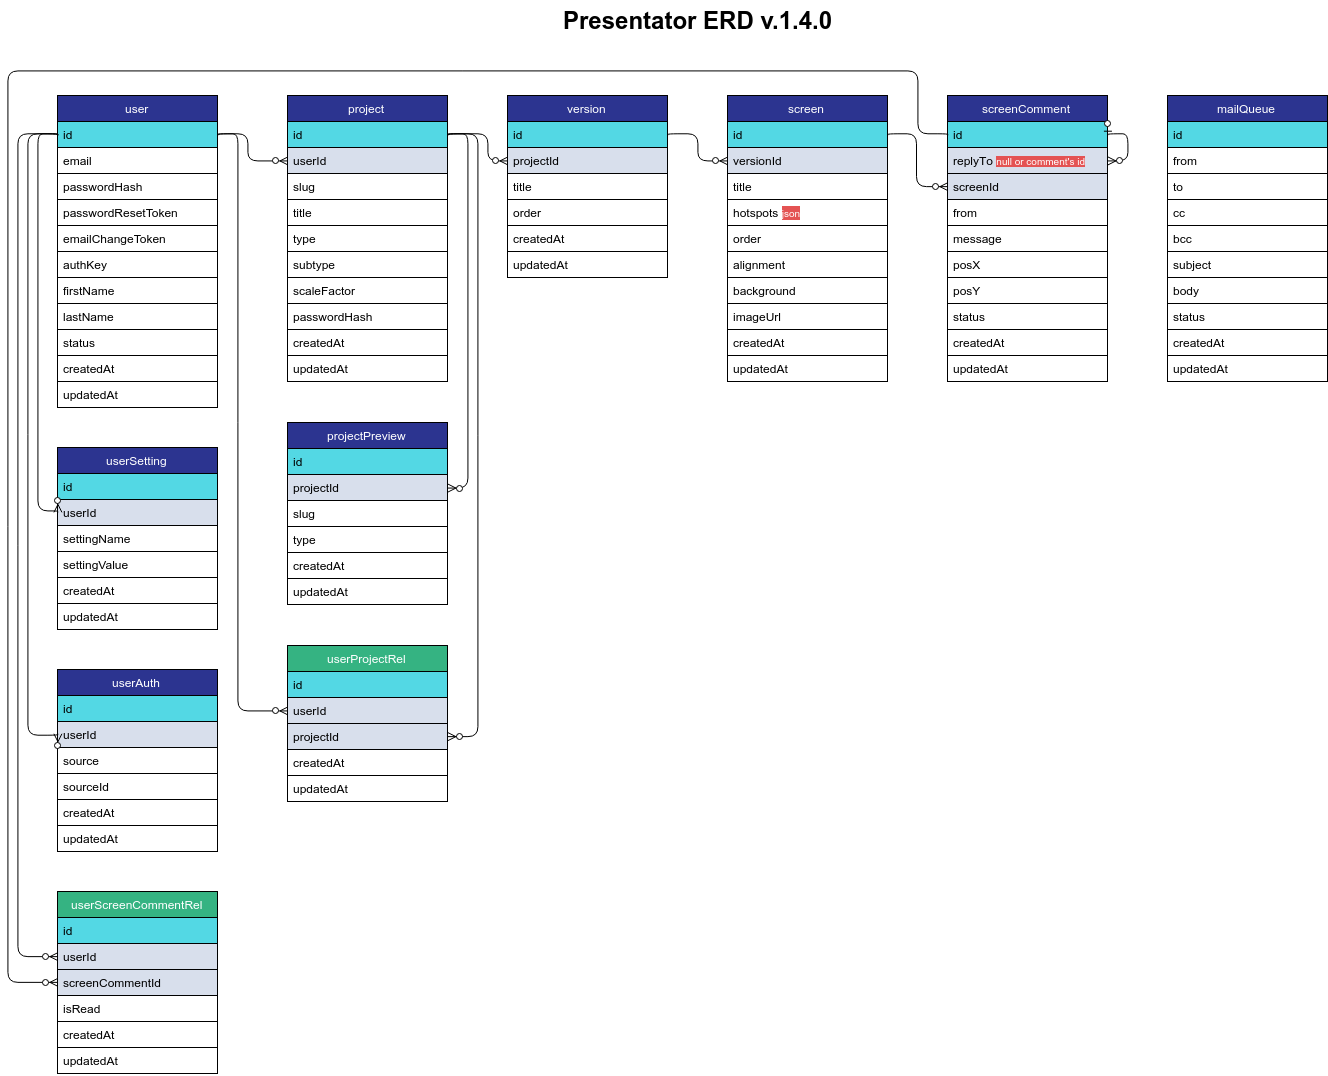 Presentator ERD v.1.4.0
user
id
email
passwordHash
passwordResetToken
emailChangeToken
authKey
firstName
lastName
status
createdAt
updatedAt
project
id
userId
slug
title
type
subtype
scaleFactor
passwordHash
createdAt
updatedAt
version
id
projectId
title
order
createdAt
updatedAt
screen
id
versionId
title
hotspots json
order
alignment
background
imageUrl
createdAt
updatedAt
screenComment
id
replyTo null or comment's id
screenId
from
message
posX
posY
status
createdAt
updatedAt
mailQueue
id
from
to
cc
bcc
subject
body
status
createdAt
updatedAt
userSetting
id
userId
settingName
settingValue
createdAt
updatedAt
projectPreview
id
projectId
slug
type
createdAt
updatedAt
userAuth
id
userId
source
sourceId
createdAt
updatedAt
userProjectRel
id
userId
projectId
createdAt
updatedAt
userScreenCommentRel
id
userId
screenCommentId
isRead
createdAt
updatedAt